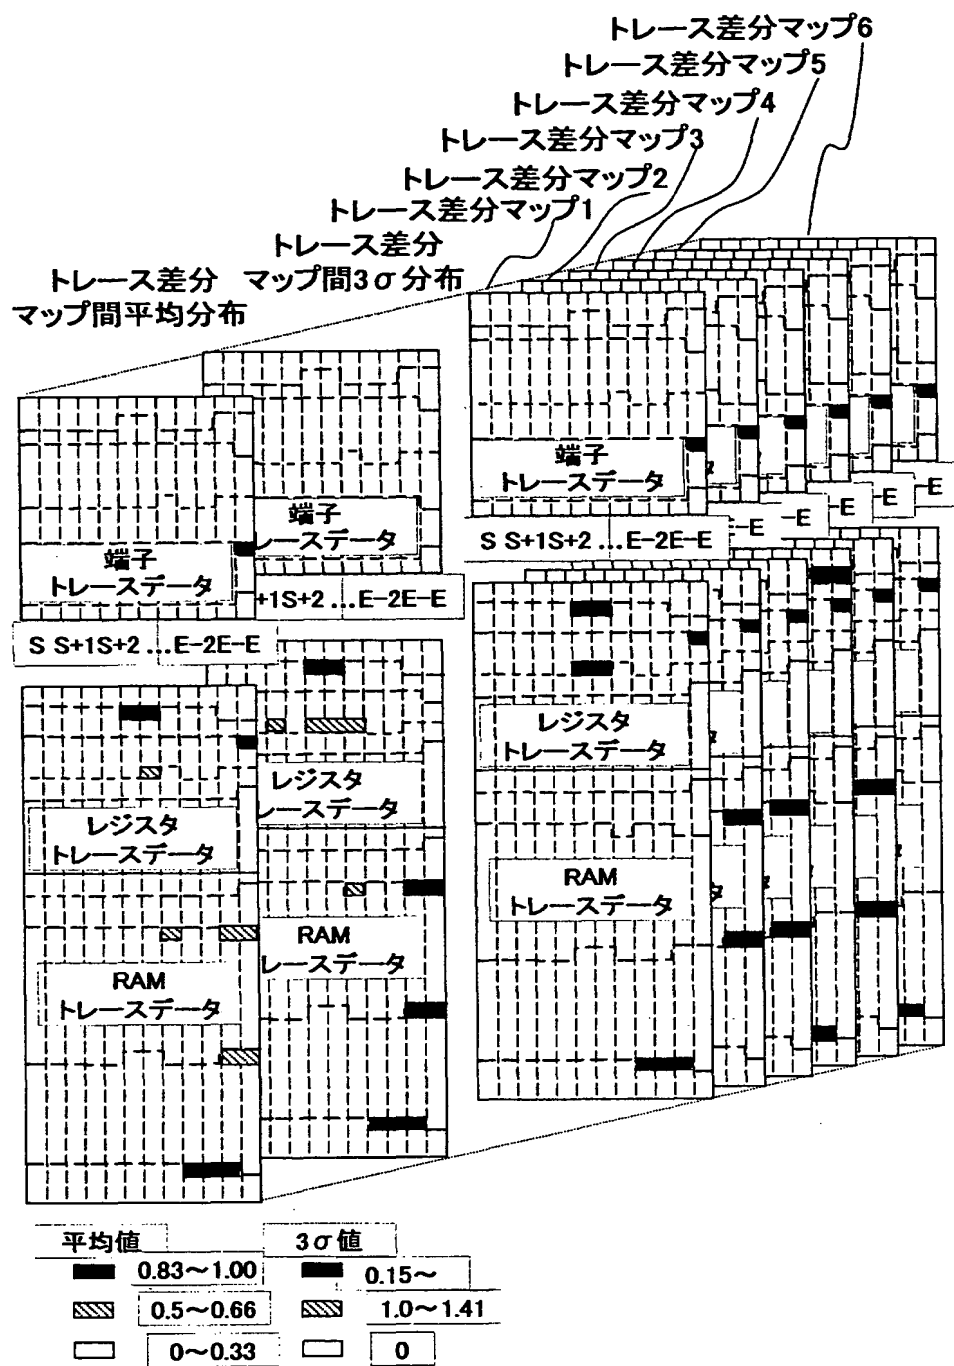 トレース差分マップ6
トレース差分マップ5
トレース差分マップ4
トレース差分マップ3
トレース差分マップ2
トレース差分マップ1
トレース差分
マップ間3σ分布
トレース差分
マップ間平均分布
端子
トレースデータ
S S+1S+2 ...E-2E-E
-E
-E
-E
-E
-E
レジスタ
トレースデータ
RAM
トレースデータ
端子
レースデータ
+1S+2 ...E-2E-E
レジスタ
レースデータ
RAM
レースデータ
端子
トレースデータ
S S+1S+2 ...E-2E-E
レジスタ
トレースデータ
RAM
トレースデータ
平均値
0.83～1.00
0.5～0.66
0～0.33
3σ値
0.15～
1.0～1.41
0